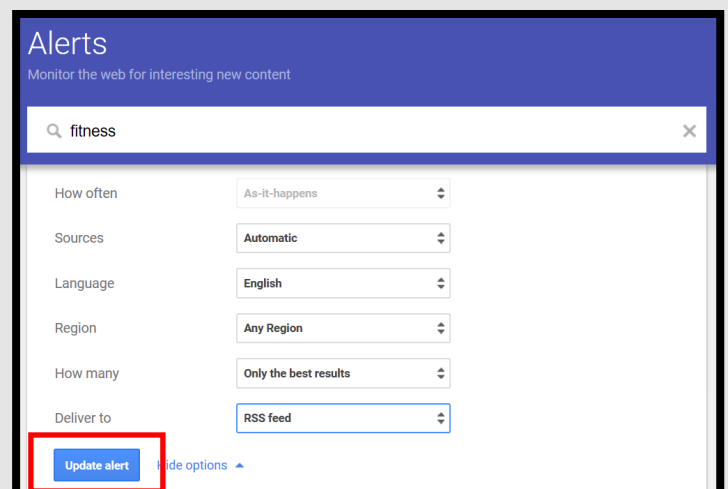 Alerts
Monitor the web for interesting new content
fitness
How often As-it-happens
Sources Automatic
Language English
Region Any Region
How many Only the best results
Deliver to RSS feed
Update alert Hide options